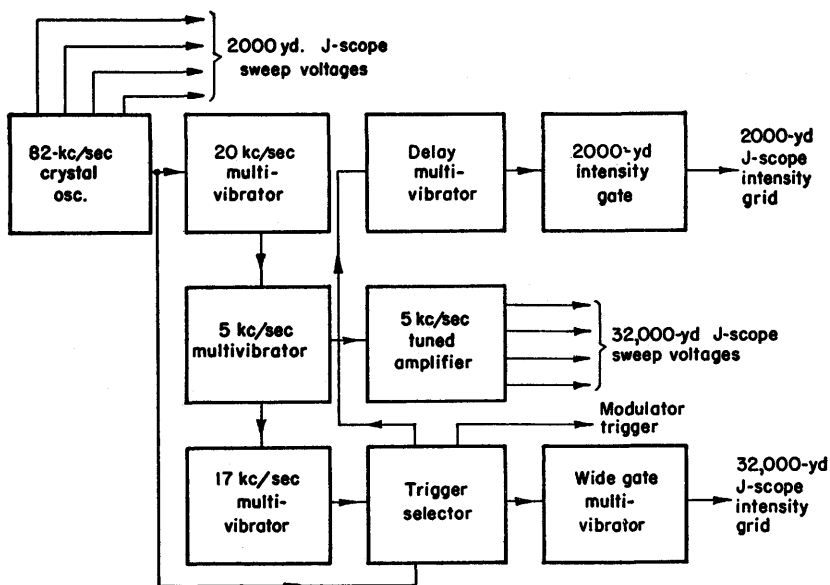 2000 yd. J-scope
sweep voltages
82-kc/sec
crystal
osc.
20 kc/sec
multi-
vibrator
Delay
multi-
vibrator
2000-yd
intensity
gate
2000-yd
J-scope
intensity
grid
5 kc/sec
multivibrator
5 kc/sec
tuned
amplifier
32,000-yd J-scope
sweep voltages
Modulator
trigger
17 kc/sec
multi-
vibrator
Trigger
selector
Wide gate
multi-
vibrator
32,000-yd
J-scope
intensity
grid